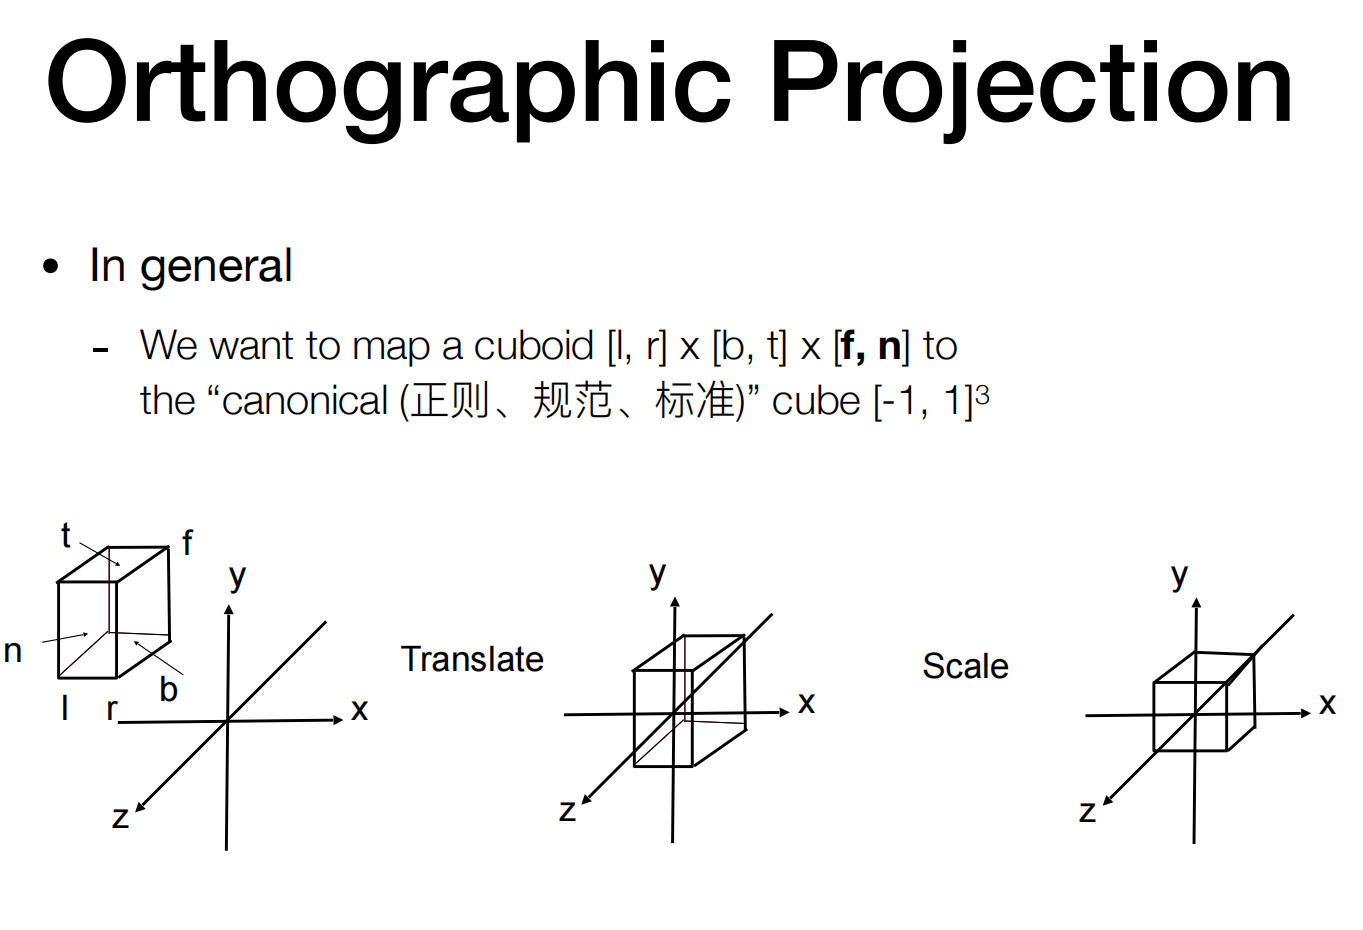 Orthographic Projection
• In general
- We want to map a cuboid [l, r] x [b, t] x [f, n] to
the “canonical (正则、规范、标准)” cube [-1, 1]³
t
f
y
n
l
r
b
x
z
Translate
y
x
z
Scale
y
x
z